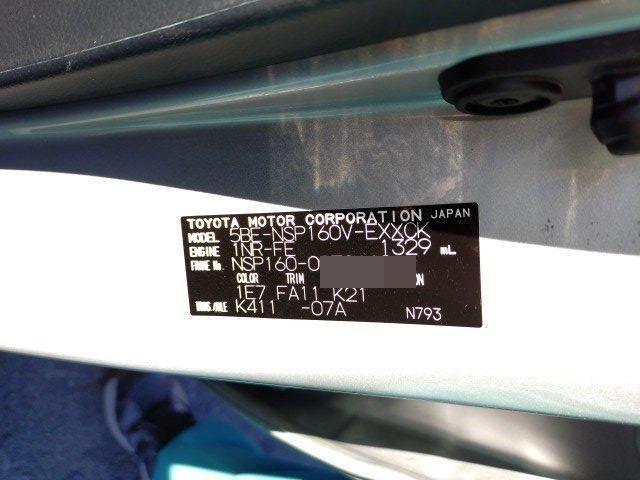 TOYOTA MOTOR CORPORATION JAPAN
MODEL 5BE-NSP160V-EXXCK
ENGINE 1NR-FE 1329 mL
FRAME No. NSP160-0
COLOR TRIM
1E7 FA11 K21
TRANS./AXLE K411 -07A N793